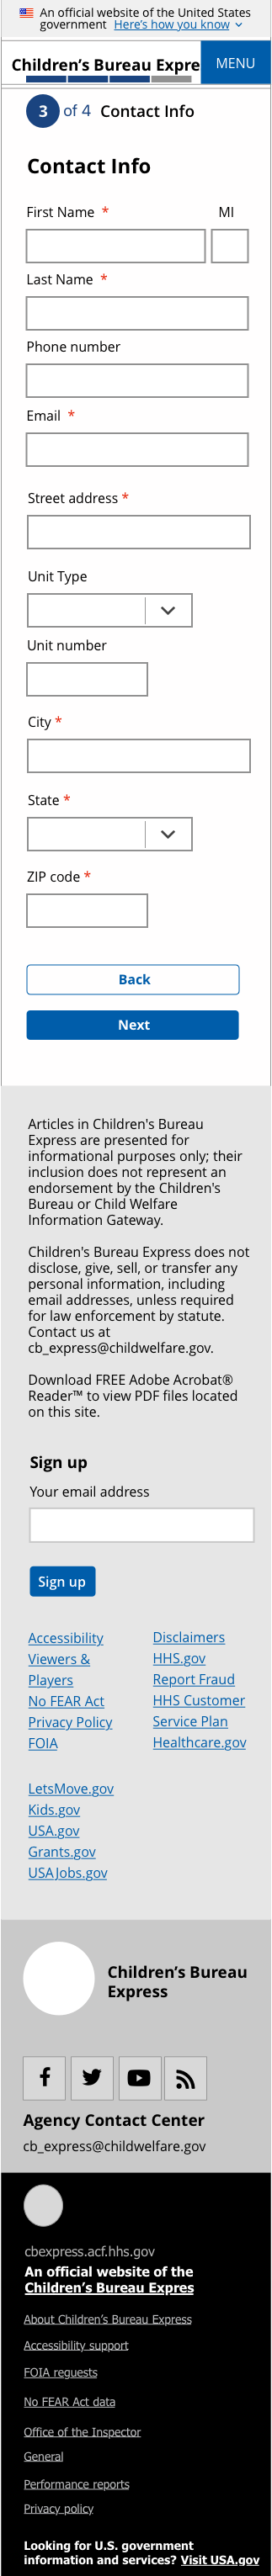 An official website of the United States
government Here's how you know
Children's Bureau Expre
MENU
3 of 4 Contact Info
Contact Info
First Name *
MI
Last Name *
Phone number
Email *
Street address *
Unit Type
Unit number
City *
State *
ZIP code *
Back
Next
Articles in Children's Bureau
Express are presented for
informational purposes only; their
inclusion does not represent an
endorsement by the Children's
Bureau or Child Welfare
Information Gateway.
Children's Bureau Express does not
disclose, give, sell, or transfer any
personal information, including
email addresses, unless required
for law enforcement by statute.
Contact us at
cb_express@childwelfare.gov.
Download FREE Adobe Acrobat®
Reader™ to view PDF files located
on this site.
Sign up
Your email address
Sign up
Accessibility
Viewers &
Players
No FEAR Act
Privacy Policy
FOIA
Disclaimers
HHS.gov
Report Fraud
HHS Customer
Service Plan
Healthcare.gov
LetsMove.gov
Kids.gov
USA.gov
Grants.gov
USAJobs.gov
Children's Bureau
Express
Agency Contact Center
cb_express@childwelfare.gov
cbexpress.acf.hhs.gov
An official website of the
Children's Bureau Expres
About Children's Bureau Express
Accessibility support
FOIA requests
No FEAR Act data
Office of the Inspector
General
Performance reports
Privacy policy
Looking for U.S. government
information and services? Visit USA.gov